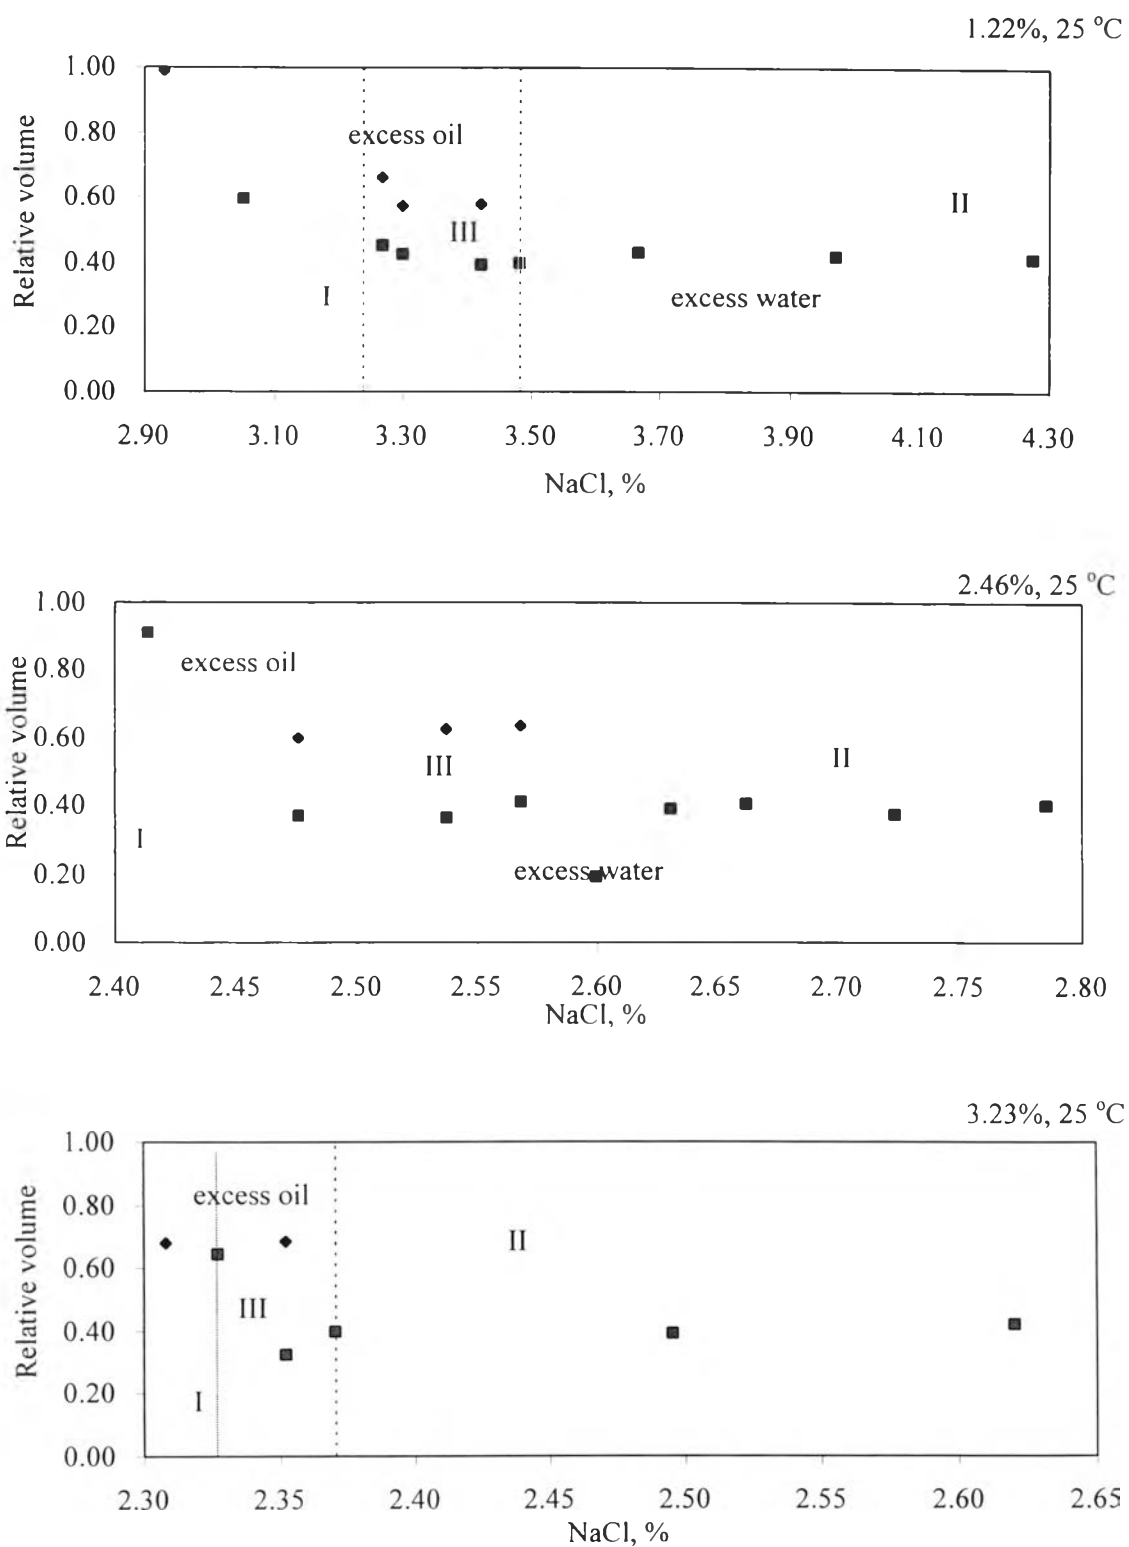 1.22%, 25 °C
1.00
0.80
0.60
0.40
0.20
0.00
Relative volume
excess oil
III
II
I
excess water
2.90 3.10 3.30 3.50 3.70 3.90 4.10 4.30
NaCl, %
2.46%, 25 °C
1.00
0.80
0.60
0.40
0.20
0.00
Relative volume
excess oil
III
II
I
excess water
2.40 2.45 2.50 2.55 2.60 2.65 2.70 2.75 2.80
NaCl, %
3.23%, 25 °C
1.00
0.80
0.60
0.40
0.20
0.00
Relative volume
excess oil
II
III
I
2.30 2.35 2.40 2.45 2.50 2.55 2.60 2.65
NaCl, %